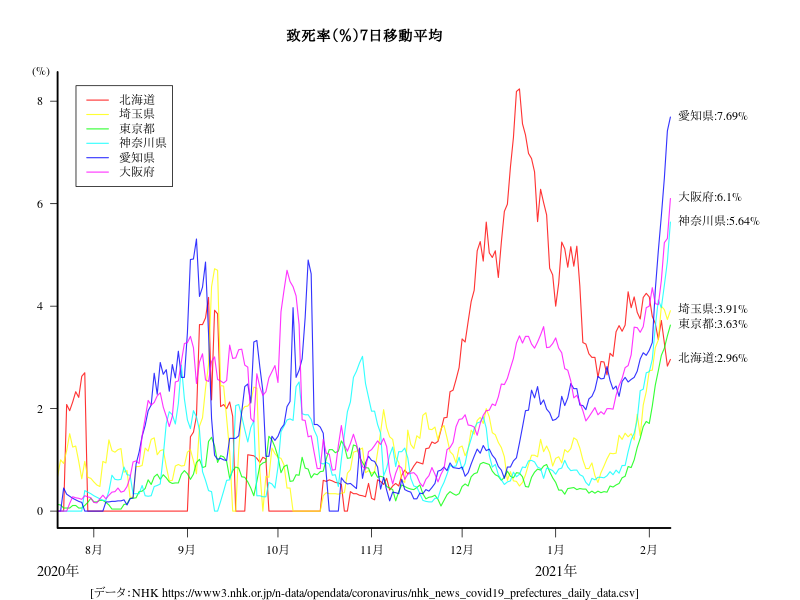 致死率(%)7日移動平均
(%)
8
6
4
2
0
北海道
埼玉県
東京都
神奈川県
愛知県
大阪府
愛知県:7.69%
大阪府:6.1%
神奈川県:5.64%
埼玉県:3.91%
東京都:3.63%
北海道:2.96%
8月 9月 10月 11月 12月 1月 2月
2020年 2021年
[データ：NHK https://www3.nhk.or.jp/n-data/opendata/coronavirus/nhk_news_covid19_prefectures_daily_data.csv]